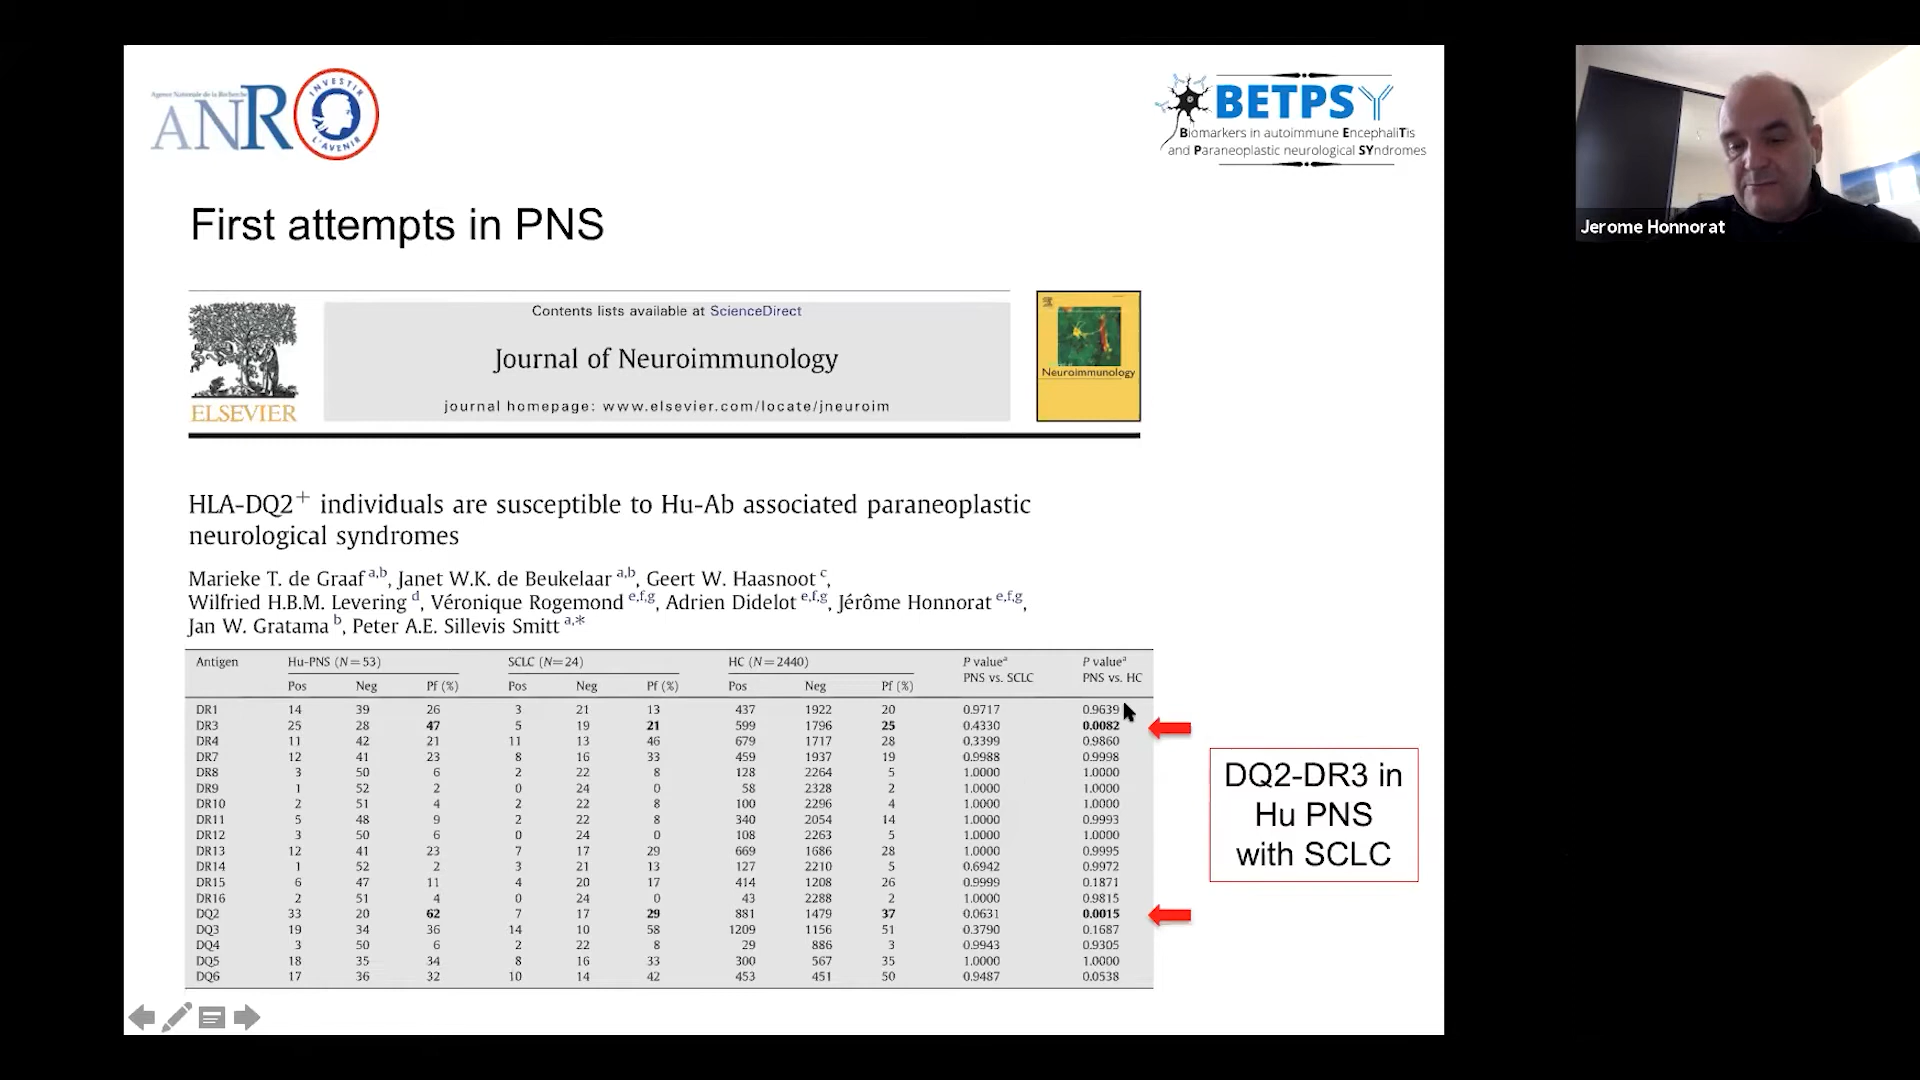 Agence Nationale de la Recherche
ANR
INVESTIR
L'AVENIR
BETPSY
Biomarkers in autoimmune EncephaliTis
and Paraneoplastic neurological SYndromes
Jerome Honnorat
First attempts in PNS
Contents lists available at ScienceDirect
Journal of Neuroimmunology
journal homepage: www.elsevier.com/locate/jneuroim
ELSEVIER
Neuroimmunology
HLA-DQ2+ individuals are susceptible to Hu-Ab associated paraneoplastic
neurological syndromes
Marieke T. de Graaf a,b, Janet W.K. de Beukelaar a,b, Geert W. Haasnoot c,
Wilfried H.B.M. Levering d, Véronique Rogemond e,f,g, Adrien Didelot e,f,g, Jérôme Honnorat e,f,g,
Jan W. Gratama b, Peter A.E. Sillevis Smitt a,*
Antigen Hu-PNS (N=53) SCLC (N=24) HC (N=2440) P value a P value a
Pos Neg Pf (%) Pos Neg Pf (%) Pos Neg Pf (%) PNS vs. SCLC PNS vs. HC
DR1 14 39 26 3 21 13 437 1922 20 0.9717 0.9639
DR3 25 28 47 5 19 21 599 1796 25 0.4330 0.0082
DR4 11 42 21 11 13 46 679 1717 28 0.3399 0.9860
DR7 12 41 23 8 16 33 459 1937 19 0.9988 0.9998
DR8 3 50 6 2 22 8 128 2264 5 1.0000 1.0000
DR9 1 52 2 0 24 0 58 2328 2 1.0000 1.0000
DR10 2 51 4 2 22 8 100 2296 4 1.0000 1.0000
DR11 5 48 9 2 22 8 340 2054 14 1.0000 0.9993
DR12 3 50 6 0 24 0 108 2263 5 1.0000 1.0000
DR13 12 41 23 7 17 29 669 1686 28 1.0000 0.9995
DR14 1 52 2 3 21 13 127 2210 5 0.6942 0.9972
DR15 6 47 11 4 20 17 414 1208 26 0.9999 0.1871
DR16 2 51 4 0 24 0 43 2288 2 1.0000 0.9815
DQ2 33 20 62 7 17 29 881 1479 37 0.0631 0.0015
DQ3 19 34 36 14 10 58 1209 1156 51 0.3790 0.1687
DQ4 3 50 6 2 22 8 29 886 3 0.9943 0.9305
DQ5 18 35 34 8 16 33 300 567 35 1.0000 1.0000
DQ6 17 36 32 10 14 42 453 451 50 0.9487 0.0538
DQ2-DR3 in
Hu PNS
with SCLC